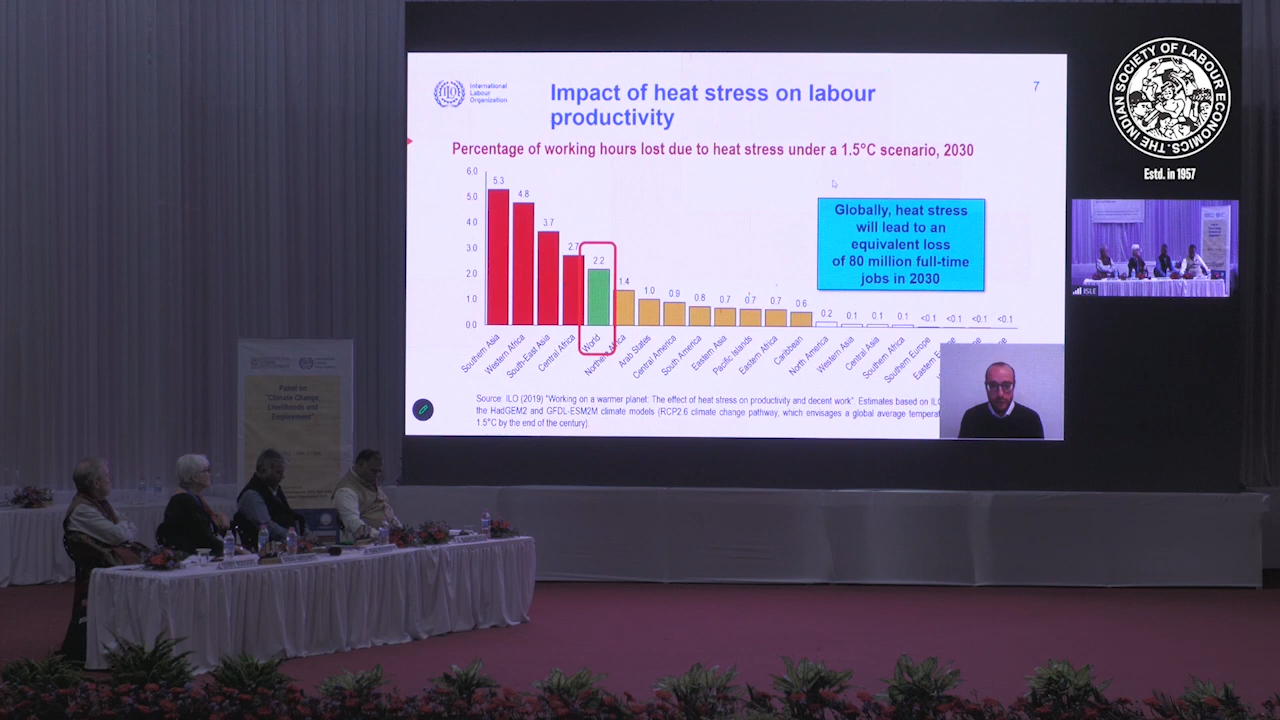 International
Labour
Organization
Impact of heat stress on labour
productivity
7
Percentage of working hours lost due to heat stress under a 1.5°C scenario, 2030
6.0
5.0
4.0
3.0
2.0
1.0
0.0
5.3
4.8
3.7
2.7
2.2
1.4
1.0
0.9
0.8
0.7
0.7
0.7
0.6
0.2
0.1
0.1
0.1
<0.1
<0.1
<0.1
<0.1
Southern Asia
Western Africa
South-East Asia
Central Africa
World
Northern Africa
Arab States
Central America
South America
Eastern Asia
Pacific Islands
Eastern Africa
Caribbean
North America
Western Asia
Central Asia
Southern Africa
Southern Europe
Eastern
Globally, heat stress
will lead to an
equivalent loss
of 80 million full-time
jobs in 2030
Source: ILO (2019) "Working on a warmer planet: The effect of heat stress on productivity and decent work". Estimates based on
the HadGEM2 and GFDL-ESM2M climate models (RCP2.6 climate change pathway, which envisages a global average
1.5°C by the end of the century).
THE INDIAN SOCIETY OF LABOUR ECONOMICS.
Estd. in 1957
ISLE
Panel on
"Climate Change,
Livelihoods and
Employment"